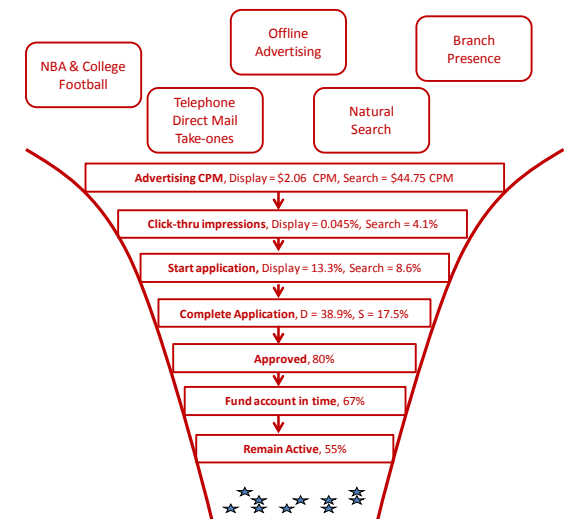 Offline
Advertising
Branch
Presence
NBA & College
Football
Telephone
Direct Mail
Take-ones
Natural
Search
Advertising CPM, Display = $2.06 CPM, Search = $44.75 CPM
Click-thru impressions, Display = 0.045%, Search = 4.1%
Start application, Display = 13.3%, Search = 8.6%
Complete Application, D = 38.9%, S = 17.5%
Approved, 80%
Fund account in time, 67%
Remain Active, 55%